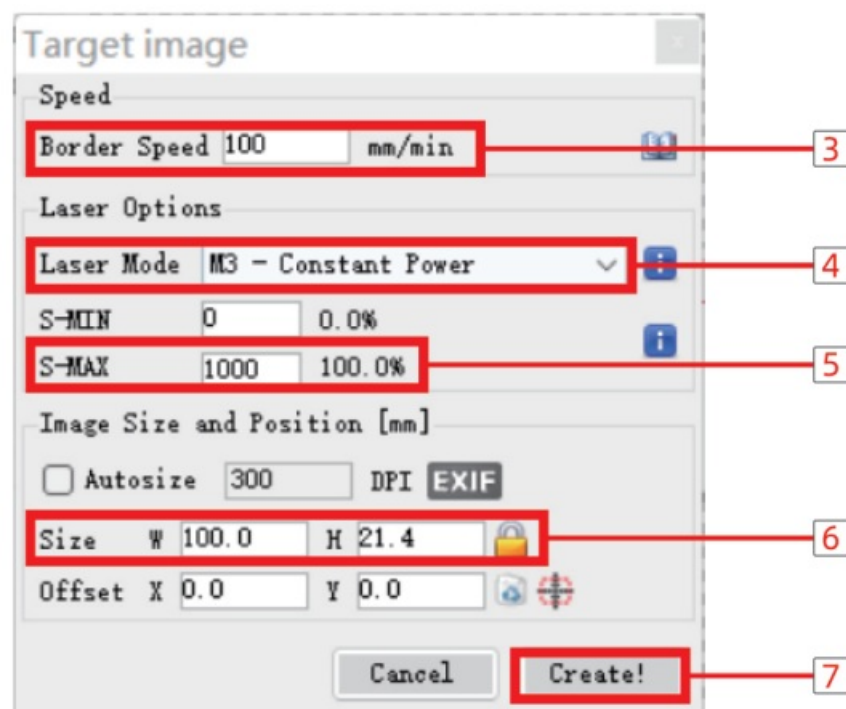 Target image
Speed
Border Speed 100 mm/min
3
Laser Options
Laser Mode M3 - Constant Power
4
S-MIN 0 0.0%
S-MAX 1000 100.0%
5
Image Size and Position [mm]
Autosize 300 DPI EXIF
Size W 100.0 H 21.4
6
Offset X 0.0 Y 0.0
Cancel Create!
7